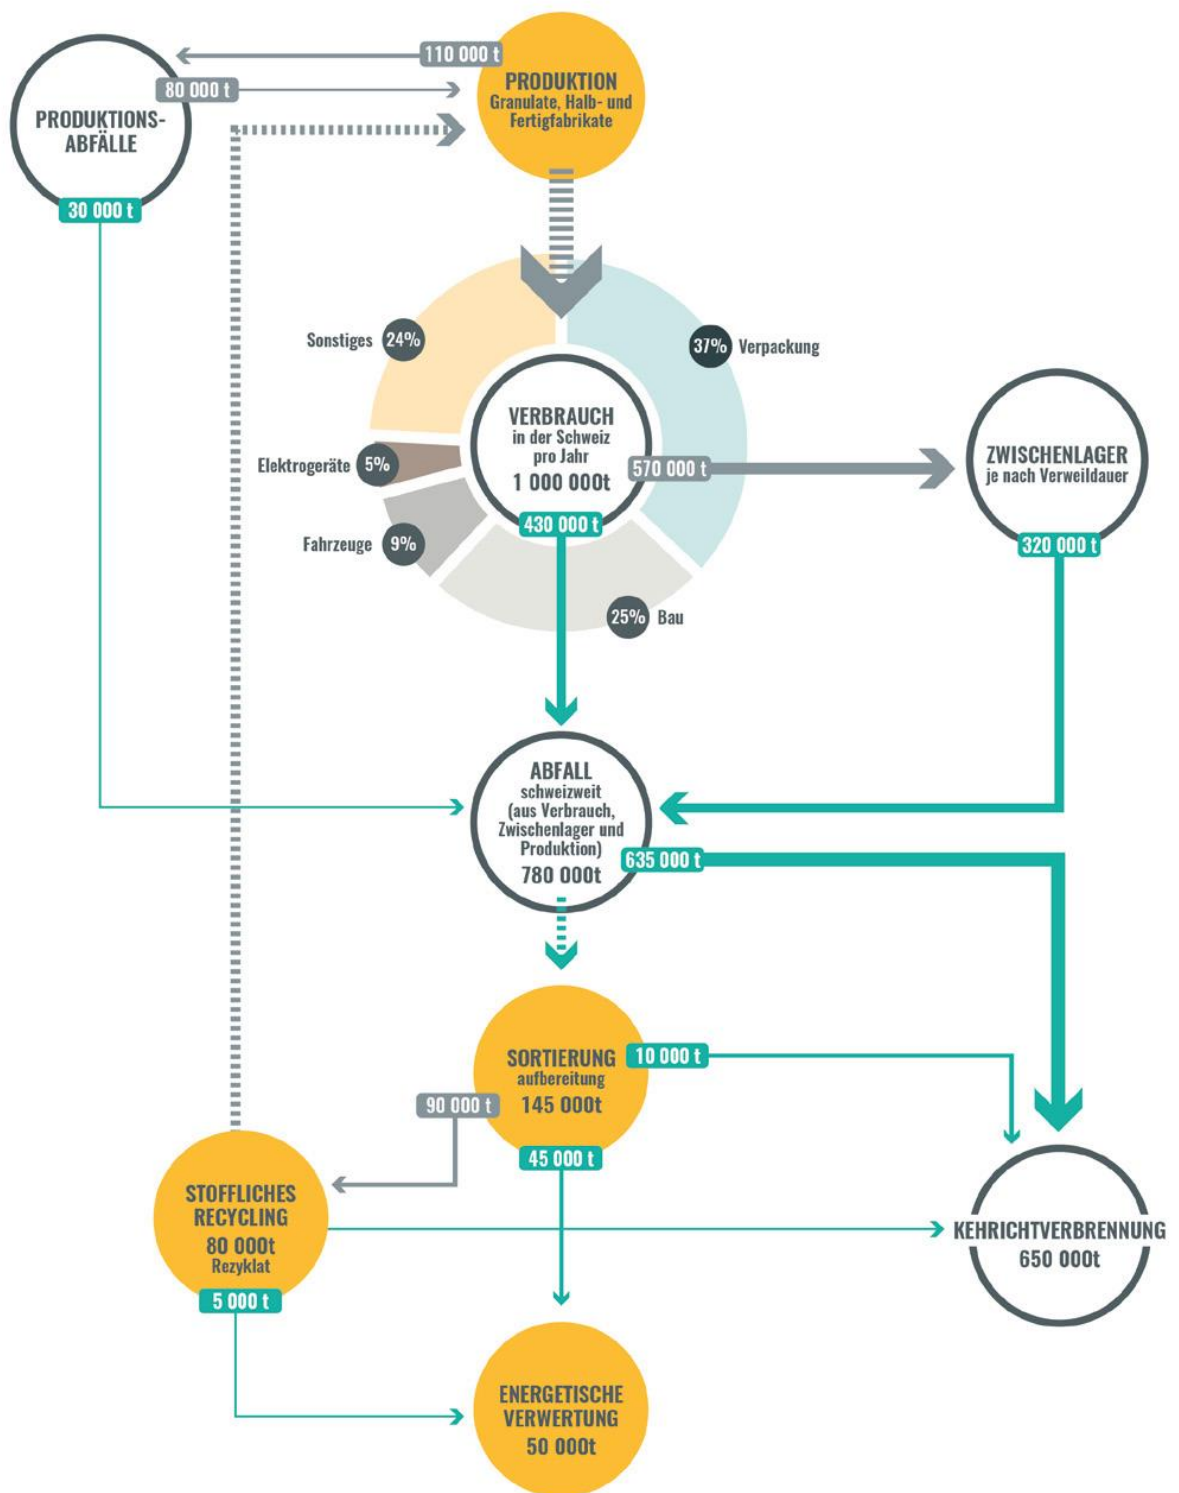 110 000 t
80 000 t
PRODUKTIONS-
ABFÄLLE
30 000 t
PRODUKTION
Granulate, Halb- und
Fertigfabrikate
Sonstiges 24%
37% Verpackung
Elektrogeräte 5%
Fahrzeuge 9%
25% Bau
VERBRAUCH
in der Schweiz
pro Jahr
1 000 000t
570 000 t
430 000 t
ZWISCHENLAGER
je nach Verweildauer
320 000 t
ABFALL
schweizweit
(aus Verbrauch,
Zwischenlager und
Produktion)
780 000t
635 000 t
SORTIERUNG
aufbereitung
145 000t
10 000 t
90 000 t
45 000 t
STOFFLICHES
RECYCLING
80 000t
Rezyklat
5 000 t
KEHRICHTVERBRENNUNG
650 000t
ENERGETISCHE
VERWERTUNG
50 000t